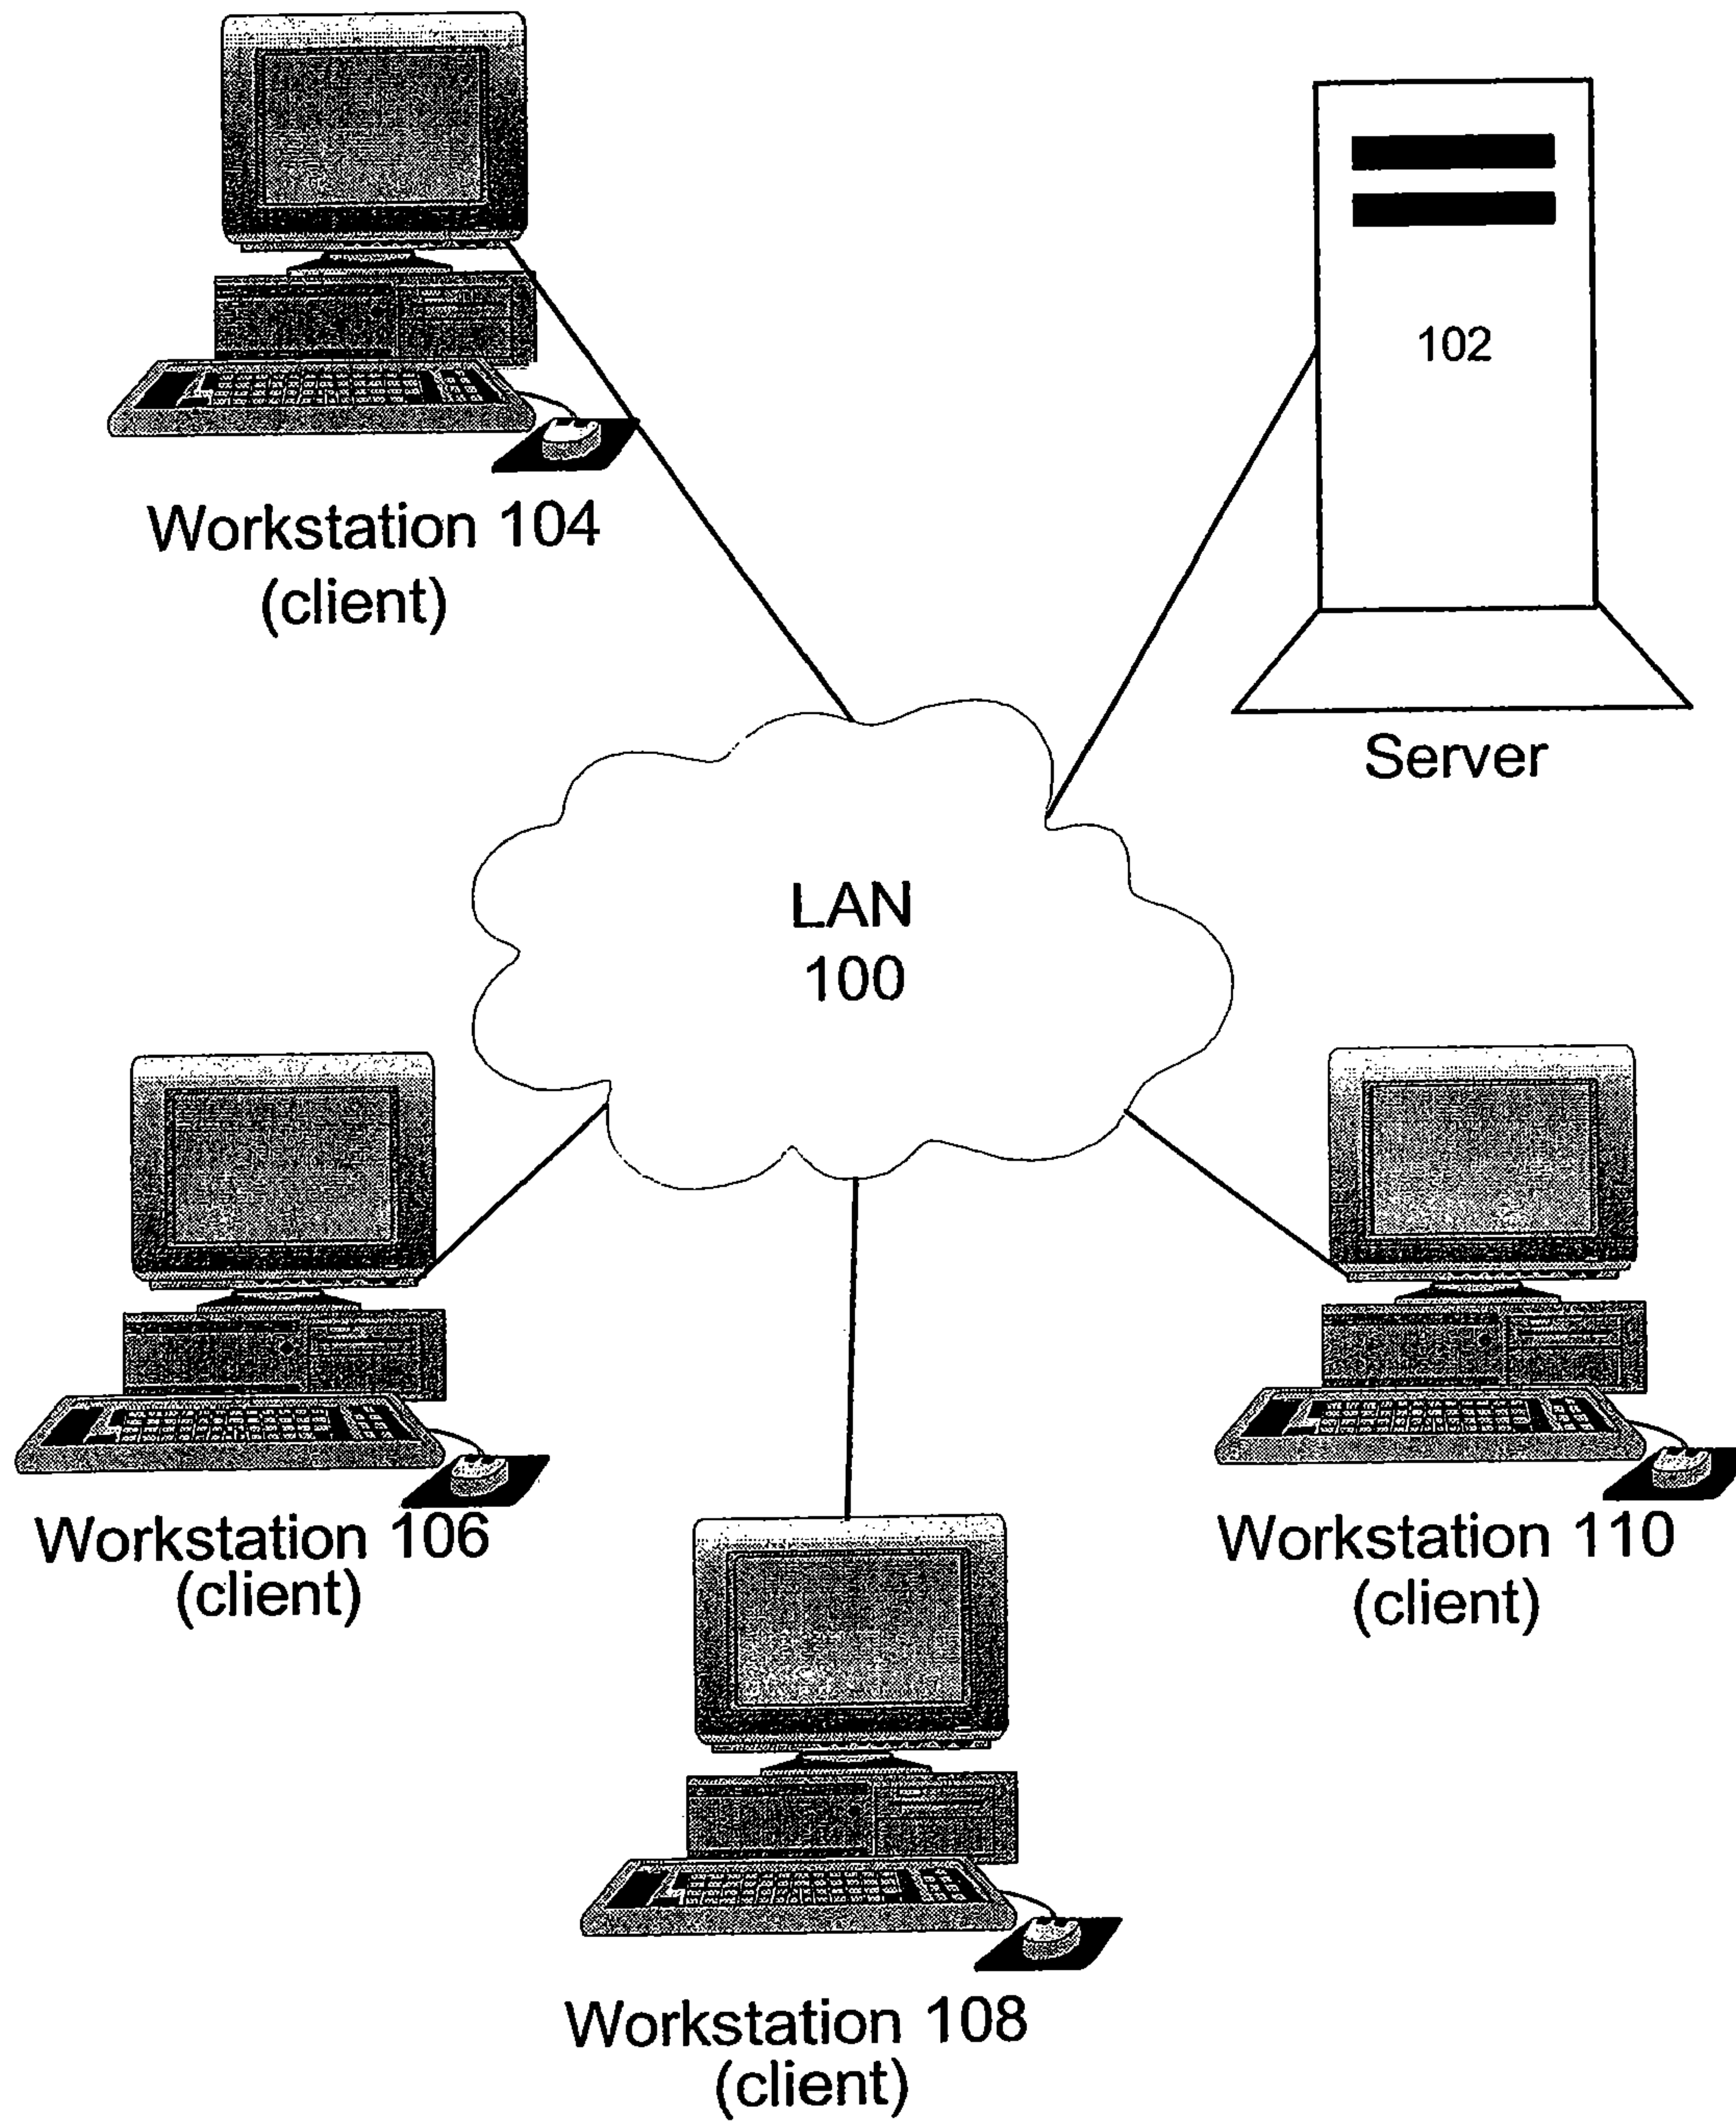 102
Workstation 104
(client)
Server
LAN
100
Workstation 106
(client)
Workstation 110
(client)
Workstation 108
(client)